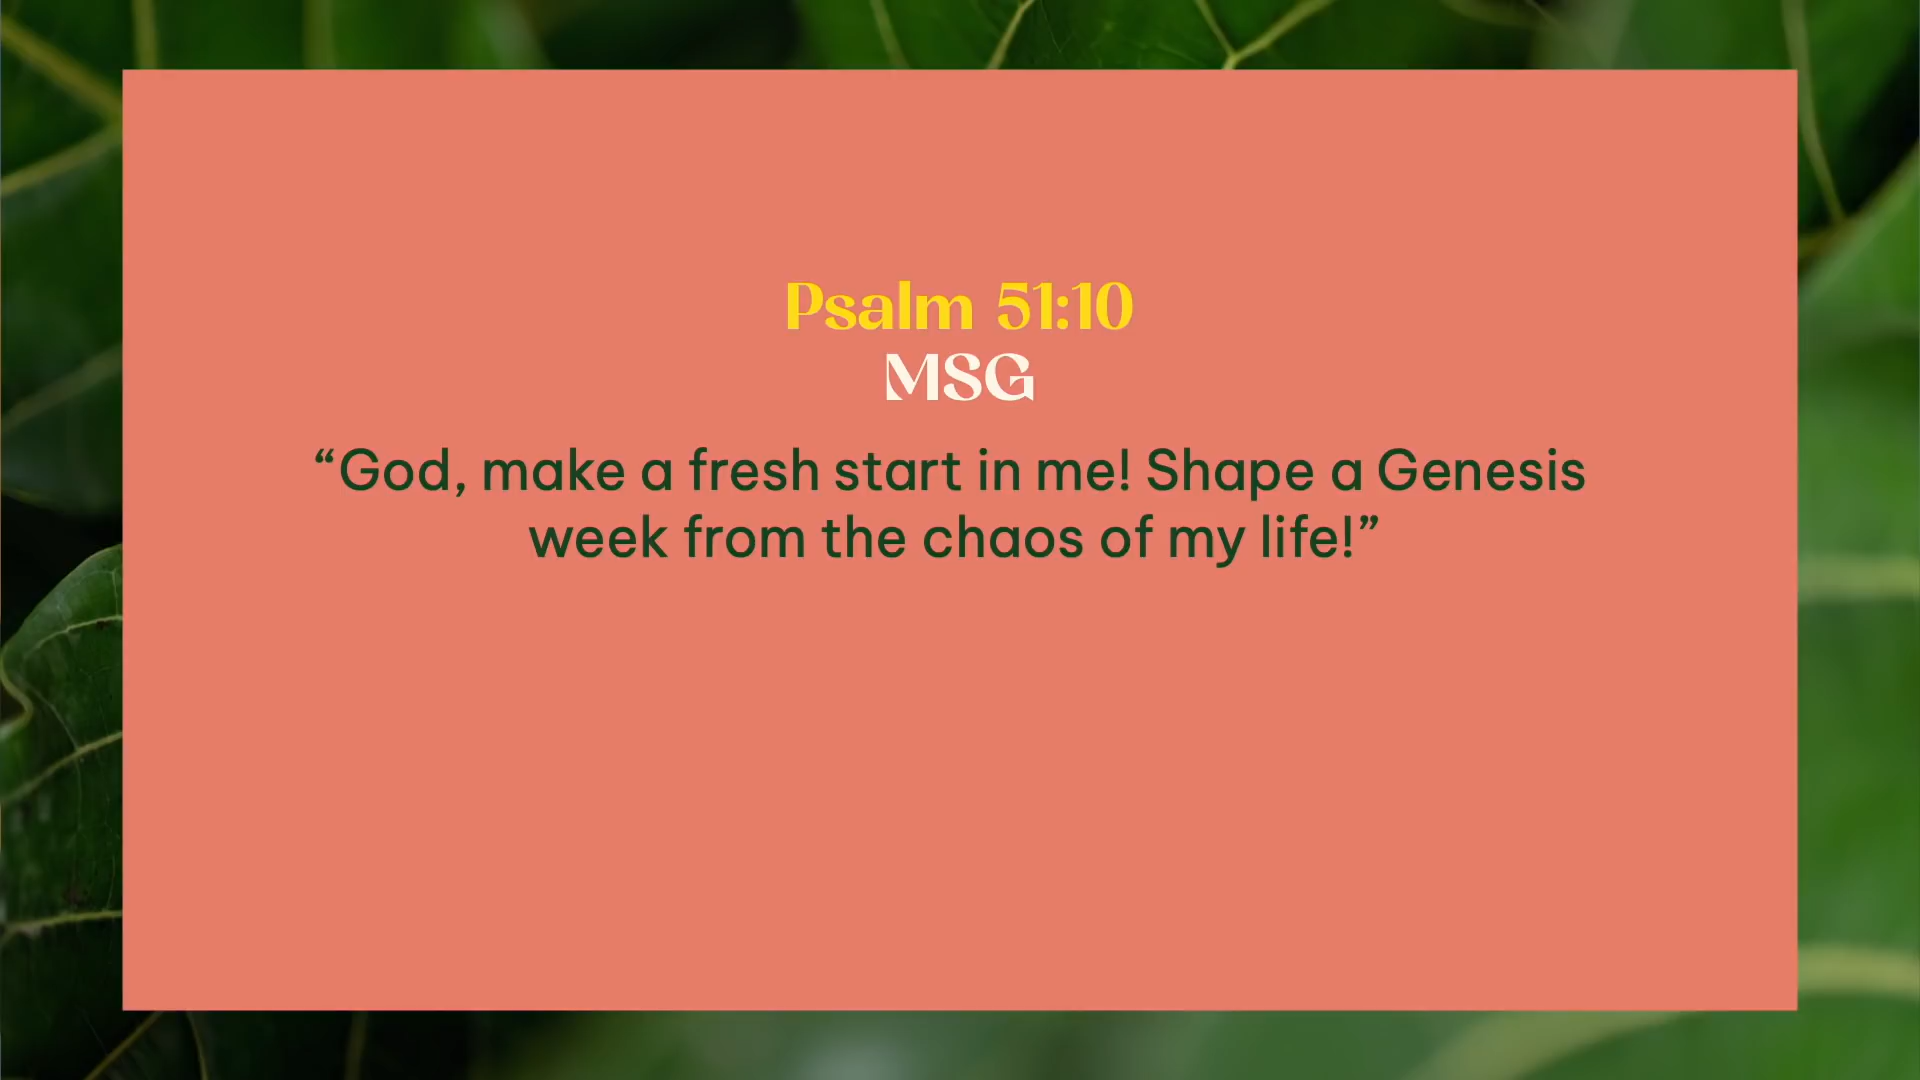 Psalm 51:10
MSG
“God, make a fresh start in me! Shape a Genesis
week from the chaos of my life!”